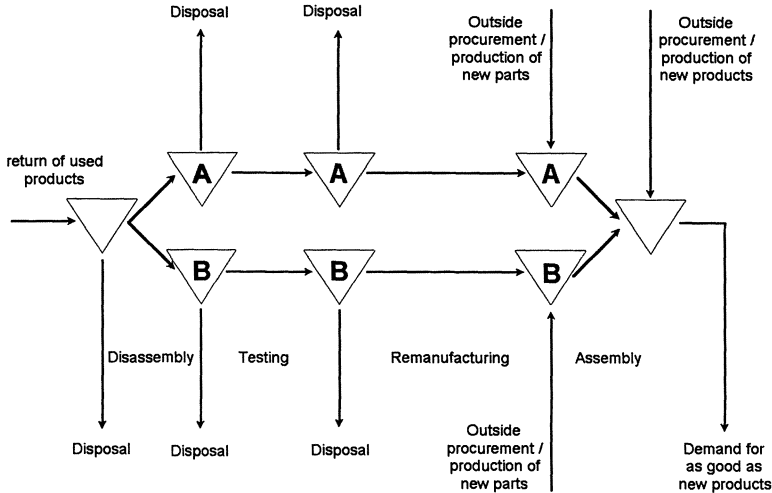 Disposal
Disposal
Outside
procurement /
production of
new parts
Outside
procurement /
production of
new products
return of used
products
A
A
A
B
B
B
Disassembly
Testing
Remanufacturing
Assembly
Disposal
Disposal
Disposal
Outside
procurement /
production of
new parts
Demand for
as good as
new products